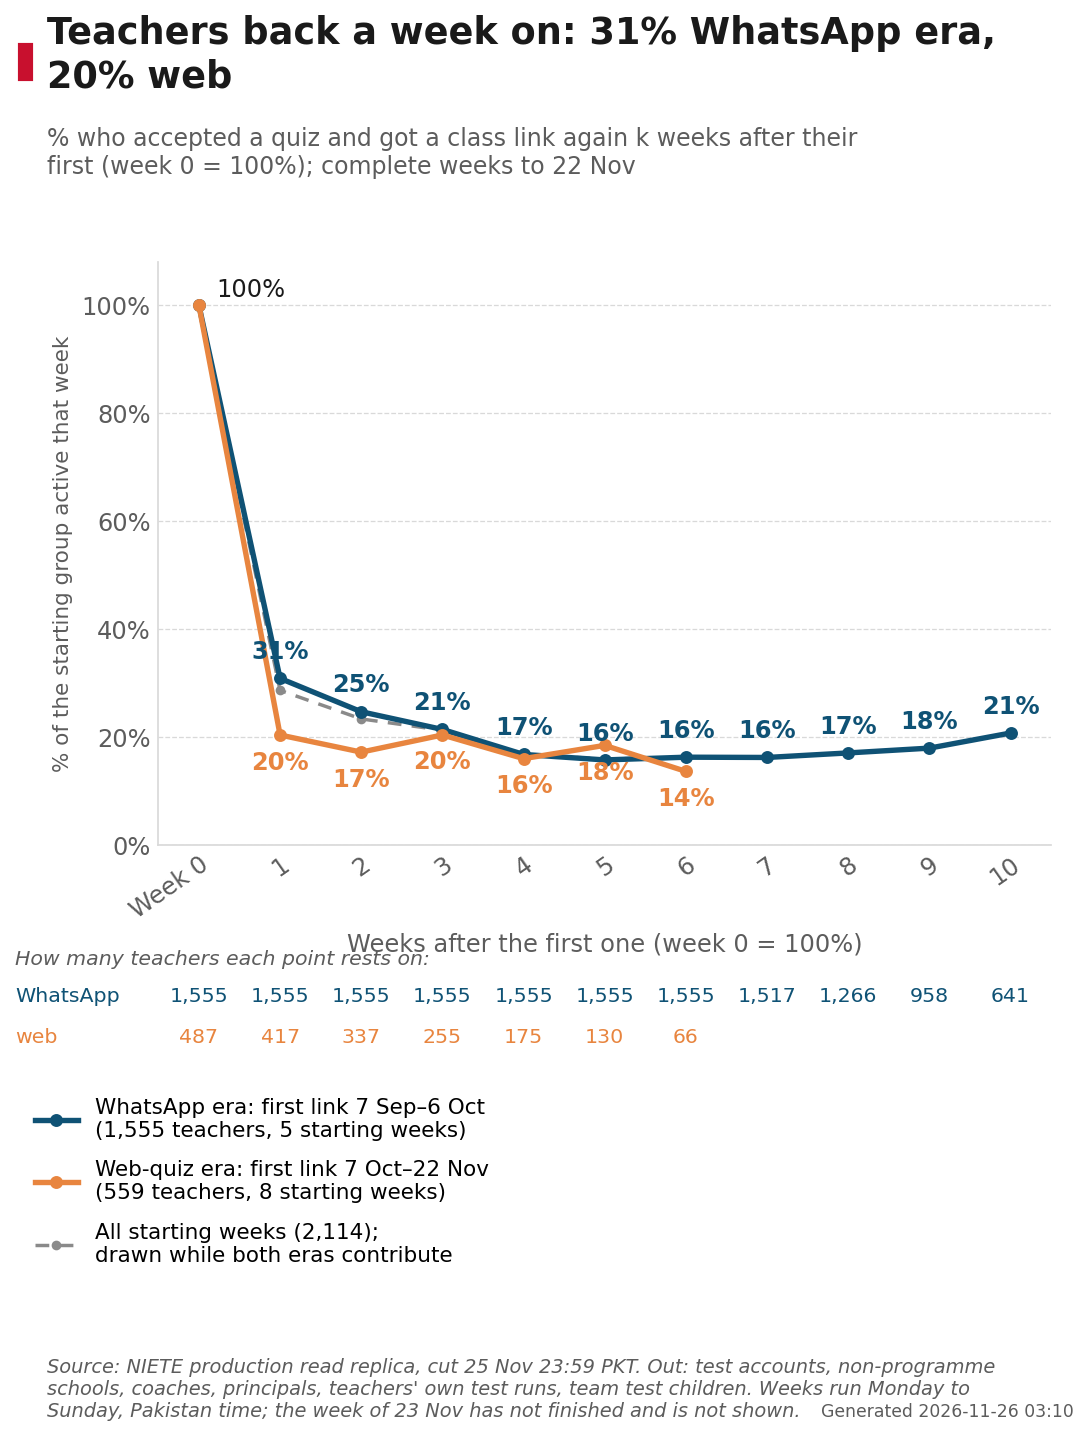 Teachers back a week on: 31% WhatsApp era,
20% web
% who accepted a quiz and got a class link again k weeks after their
first (week 0 = 100%); complete weeks to 22 Nov
% of the starting group active that week
100%
80%
60%
40%
20%
0%
100%
31%
25%
21%
17%
16%
16%
16%
17%
18%
21%
20%
17%
20%
16%
18%
14%
Week 0
1
2
3
4
5
6
7
8
9
10
Weeks after the first one (week 0 = 100%)
How many teachers each point rests on:
WhatsApp 1,555 1,555 1,555 1,555 1,555 1,555 1,555 1,517 1,266 958 641
web 487 417 337 255 175 130 66
WhatsApp era: first link 7 Sep–6 Oct
(1,555 teachers, 5 starting weeks)
Web-quiz era: first link 7 Oct–22 Nov
(559 teachers, 8 starting weeks)
All starting weeks (2,114);
drawn while both eras contribute
Source: NIETE production read replica, cut 25 Nov 23:59 PKT. Out: test accounts, non-programme
schools, coaches, principals, teachers' own test runs, team test children. Weeks run Monday to
Sunday, Pakistan time; the week of 23 Nov has not finished and is not shown.
Generated 2026-11-26 03:10